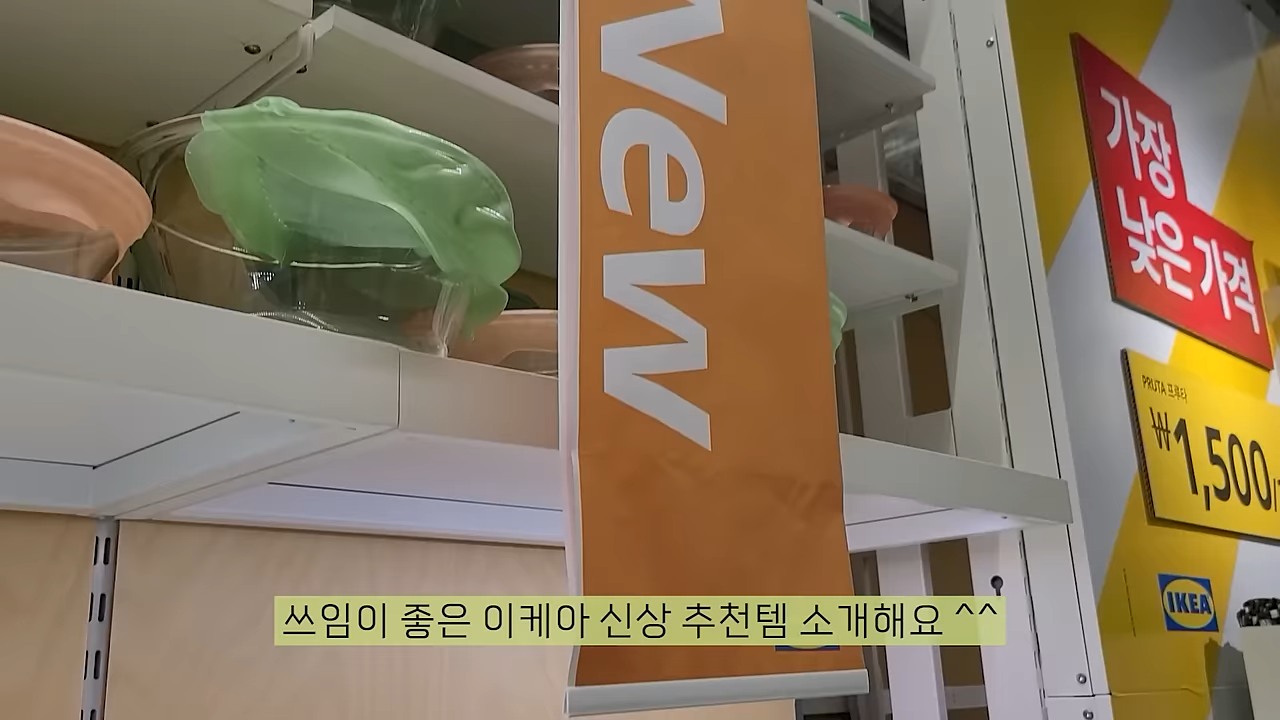 New
가장
낮은 가격
PRUTA 프루타
₩1,500/
IKEA
쓰임이 좋은 이케아 신상 추천템 소개해요 ^^